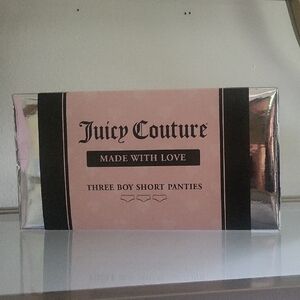 Juicy Couture
MADE WITH LOVE
THREE BOY SHORT PANTIES